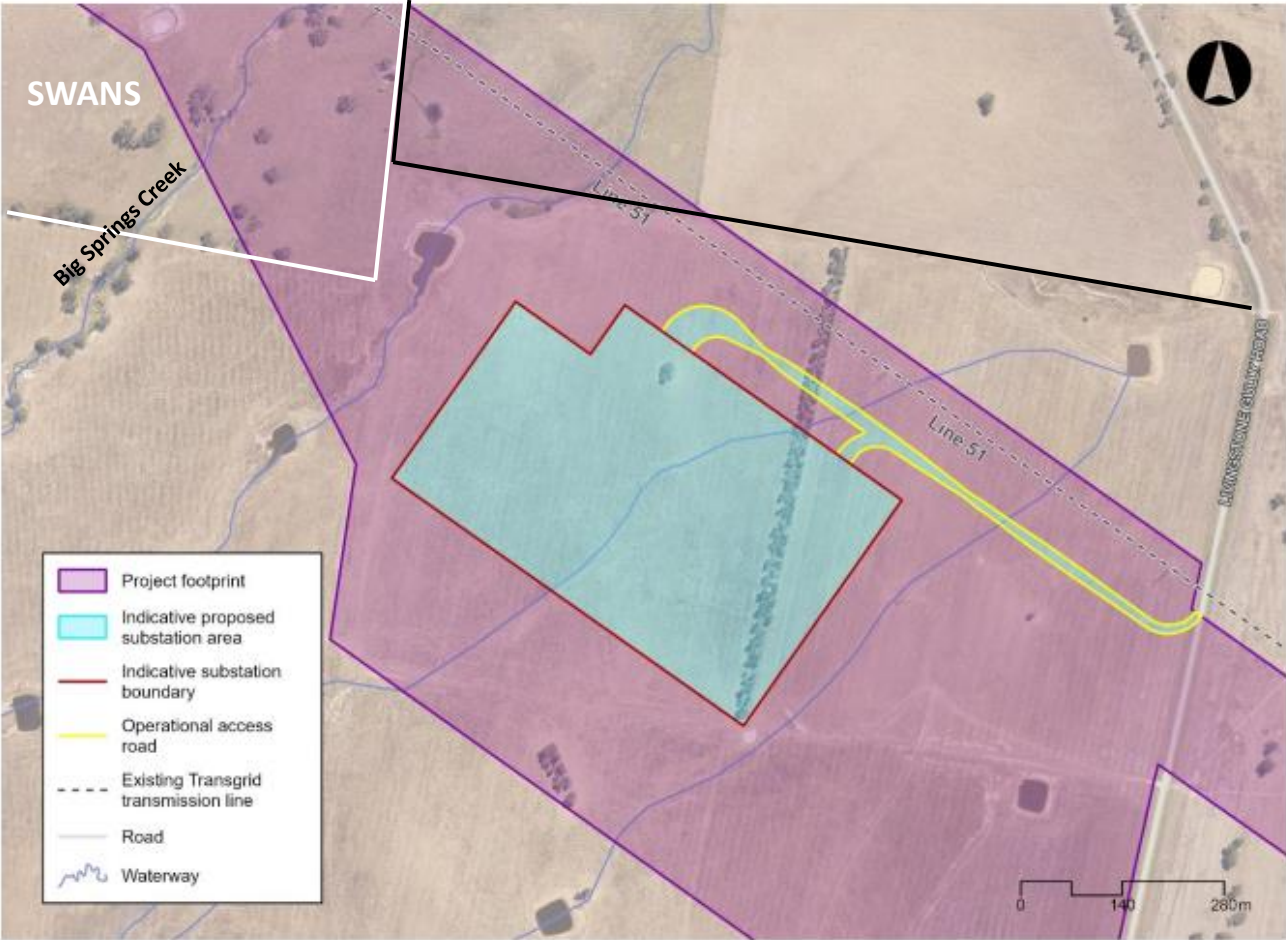 SWANS
Big Springs Creek
Line 51
Line 51
LIVINGSTONE GULLY ROAD
Project footprint
Indicative proposed
substation area
Indicative substation
boundary
Operational access
road
Existing Transgrid
transmission line
Road
Waterway
0 140 280m